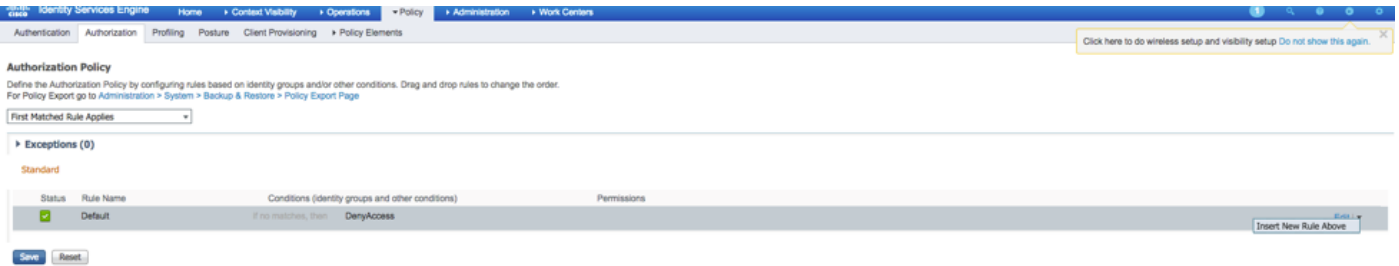 cisco Identity Services Engine Home Context Visibility Operations Policy Administration Work Centers 1
Click here to do wireless setup and visibility setup Do not show this again.
Authentication Authorization Profiling Posture Client Provisioning Policy Elements
Authorization Policy
Define the Authorization Policy by configuring rules based on identity groups and/or other conditions. Drag and drop rules to change the order.
For Policy Export go to Administration > System > Backup & Restore > Policy Export Page
First Matched Rule Applies
Exceptions (0)
Standard
Status Rule Name Conditions (identity groups and other conditions) Permissions
Default If no matches, then DenyAccess Edit
Insert New Rule Above
Save Reset